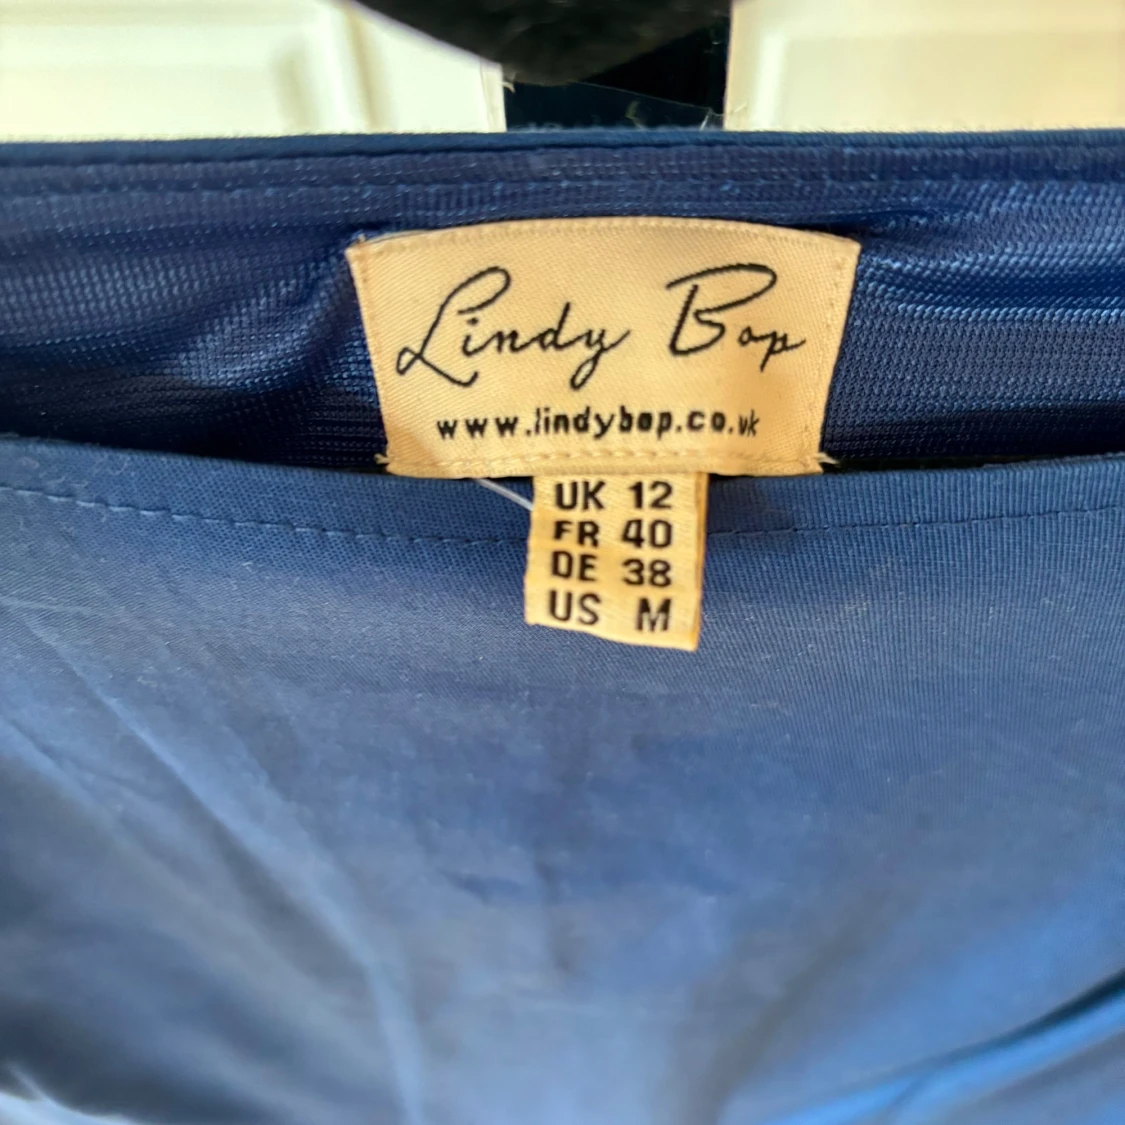 Lindy Bop
www.lindybop.co.uk
UK 12
FR 40
DE 38
US M